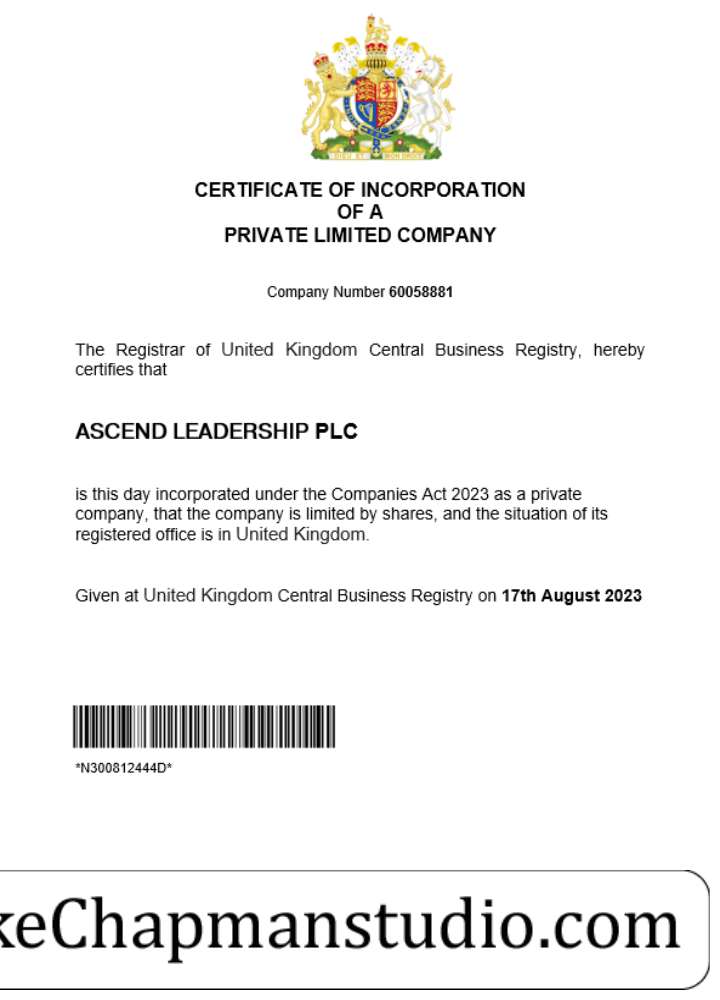 DIEU ET MON DROIT
CERTIFICATE OF INCORPORATION
OF A
PRIVATE LIMITED COMPANY
Company Number 60058881
The Registrar of United Kingdom Central Business Registry, hereby
certifies that
ASCEND LEADERSHIP PLC
is this day incorporated under the Companies Act 2023 as a private
company, that the company is limited by shares, and the situation of its
registered office is in United Kingdom.
Given at United Kingdom Central Business Registry on 17th August 2023
*N300812444D*
keChapmanstudio.com